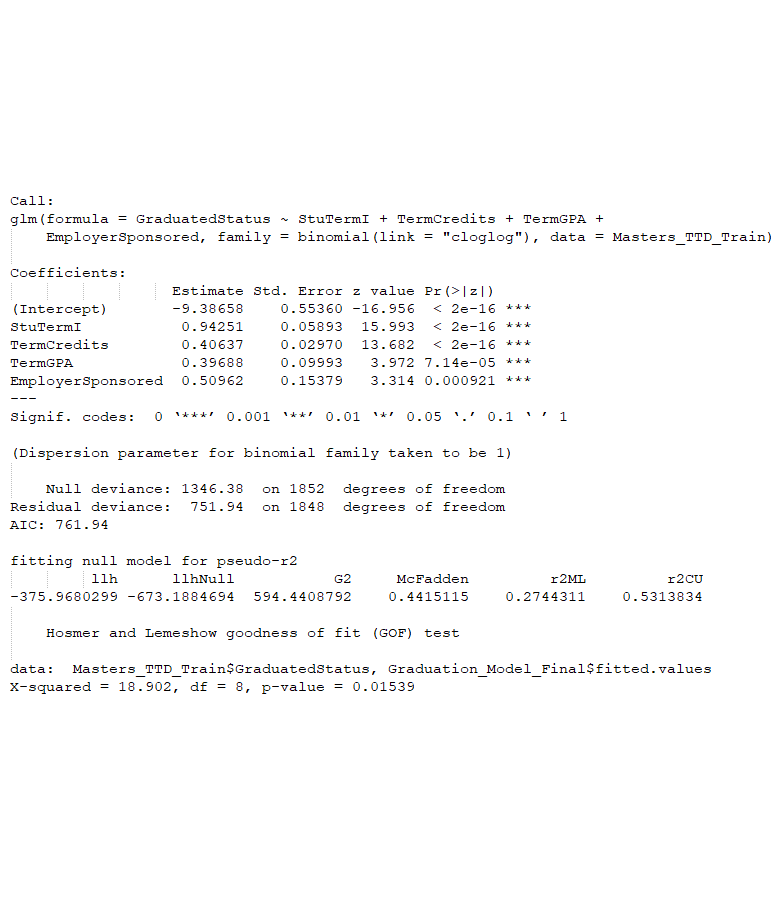 Call:
glm(formula = GraduatedStatus ~ StuTermI + TermCredits + TermGPA +
    EmployerSponsored, family = binomial(link = "cloglog"), data = Masters_TTD_Train)

Coefficients:
                  Estimate Std. Error z value Pr(>|z|)
(Intercept)       -9.38658    0.55360 -16.956  < 2e-16 ***
StuTermI           0.94251    0.05893  15.993  < 2e-16 ***
TermCredits        0.40637    0.02970  13.682  < 2e-16 ***
TermGPA            0.39688    0.09993   3.972 7.14e-05 ***
EmployerSponsored  0.50962    0.15379   3.314 0.000921 ***
---
Signif. codes:  0 ‘***’ 0.001 ‘**’ 0.01 ‘*’ 0.05 ‘.’ 0.1 ‘ ’ 1

(Dispersion parameter for binomial family taken to be 1)

    Null deviance: 1346.38  on 1852  degrees of freedom
Residual deviance:  751.94  on 1848  degrees of freedom
AIC: 761.94

fitting null model for pseudo-r2
         llh      llhNull           G2     McFadden         r2ML         r2CU
-375.9680299 -673.1884694  594.4408792    0.4415115    0.2744311    0.5313834

    Hosmer and Lemeshow goodness of fit (GOF) test

data:  Masters_TTD_Train$GraduatedStatus, Graduation_Model_Final$fitted.values
X-squared = 18.902, df = 8, p-value = 0.01539